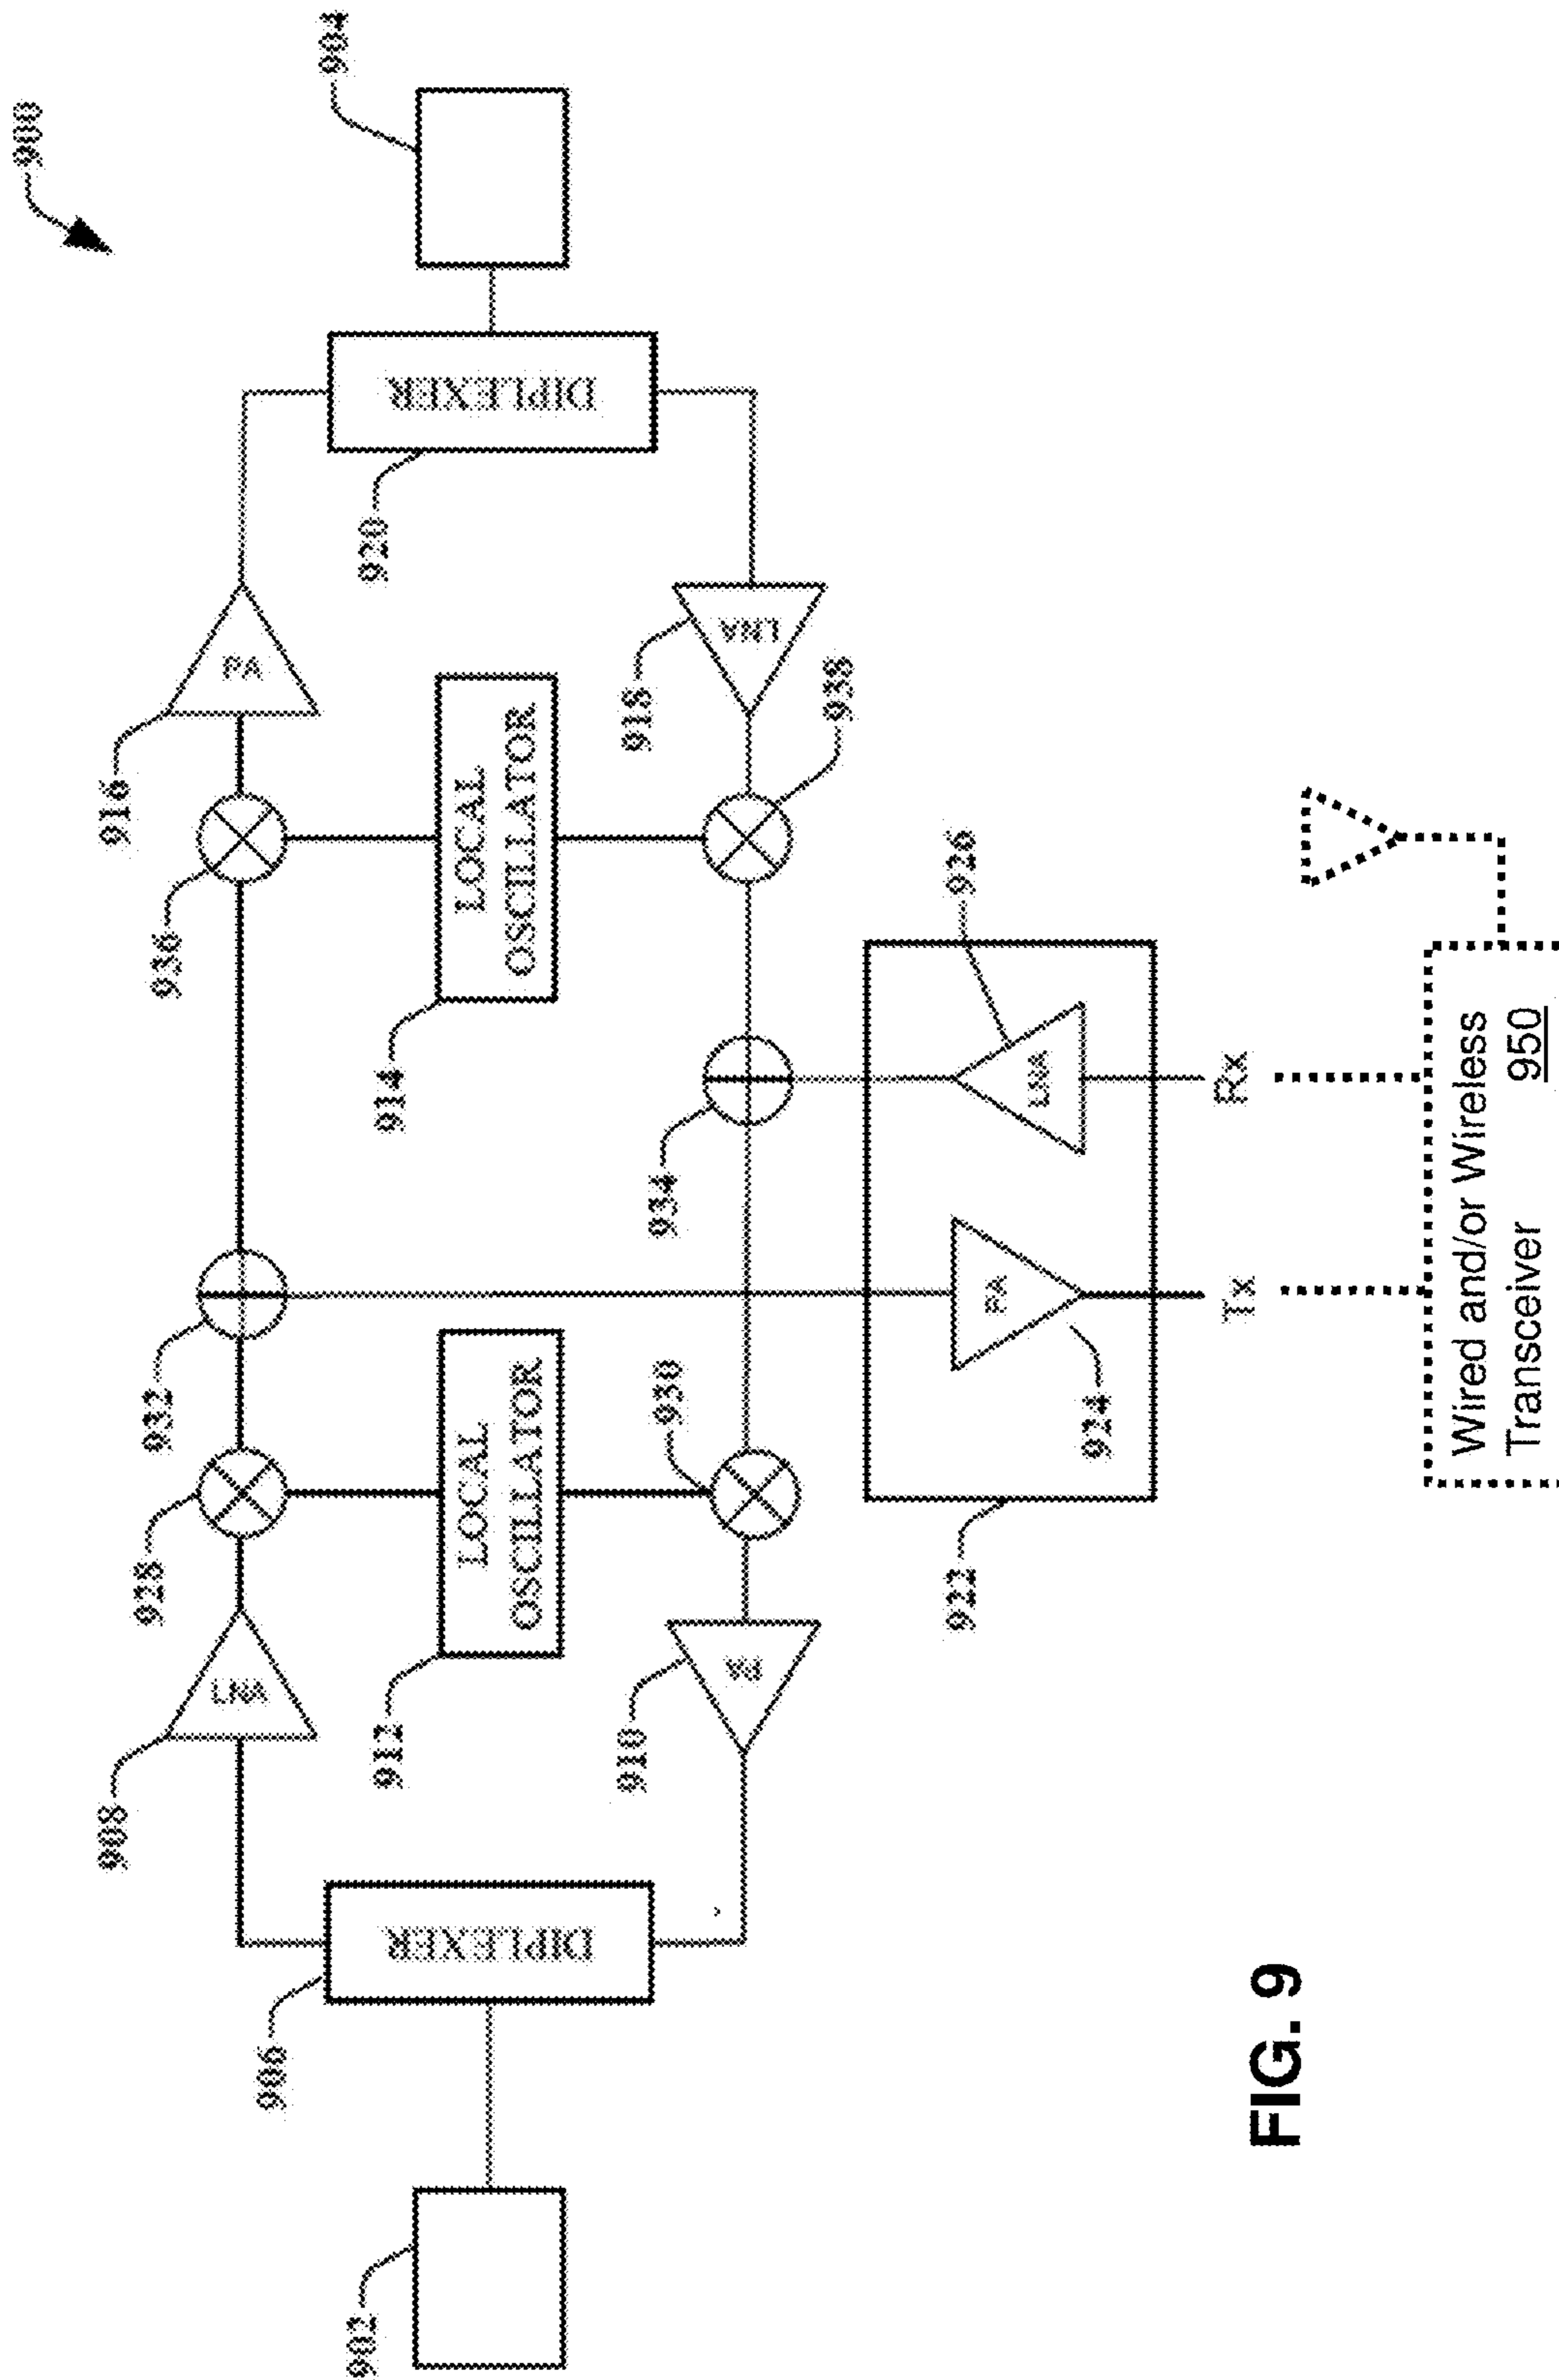 900
904
916
936
PA
920
DIPLEXER
914
LOCAL
OSCILLATOR
918
LNA
938
932
934
926
LNA
Rx
928
908
LNA
912
LOCAL
OSCILLATOR
930
910
PA
924
PA
Tx
922
906
DIPLEXER
902
Wired and/or Wireless
Transceiver 950
FIG. 9